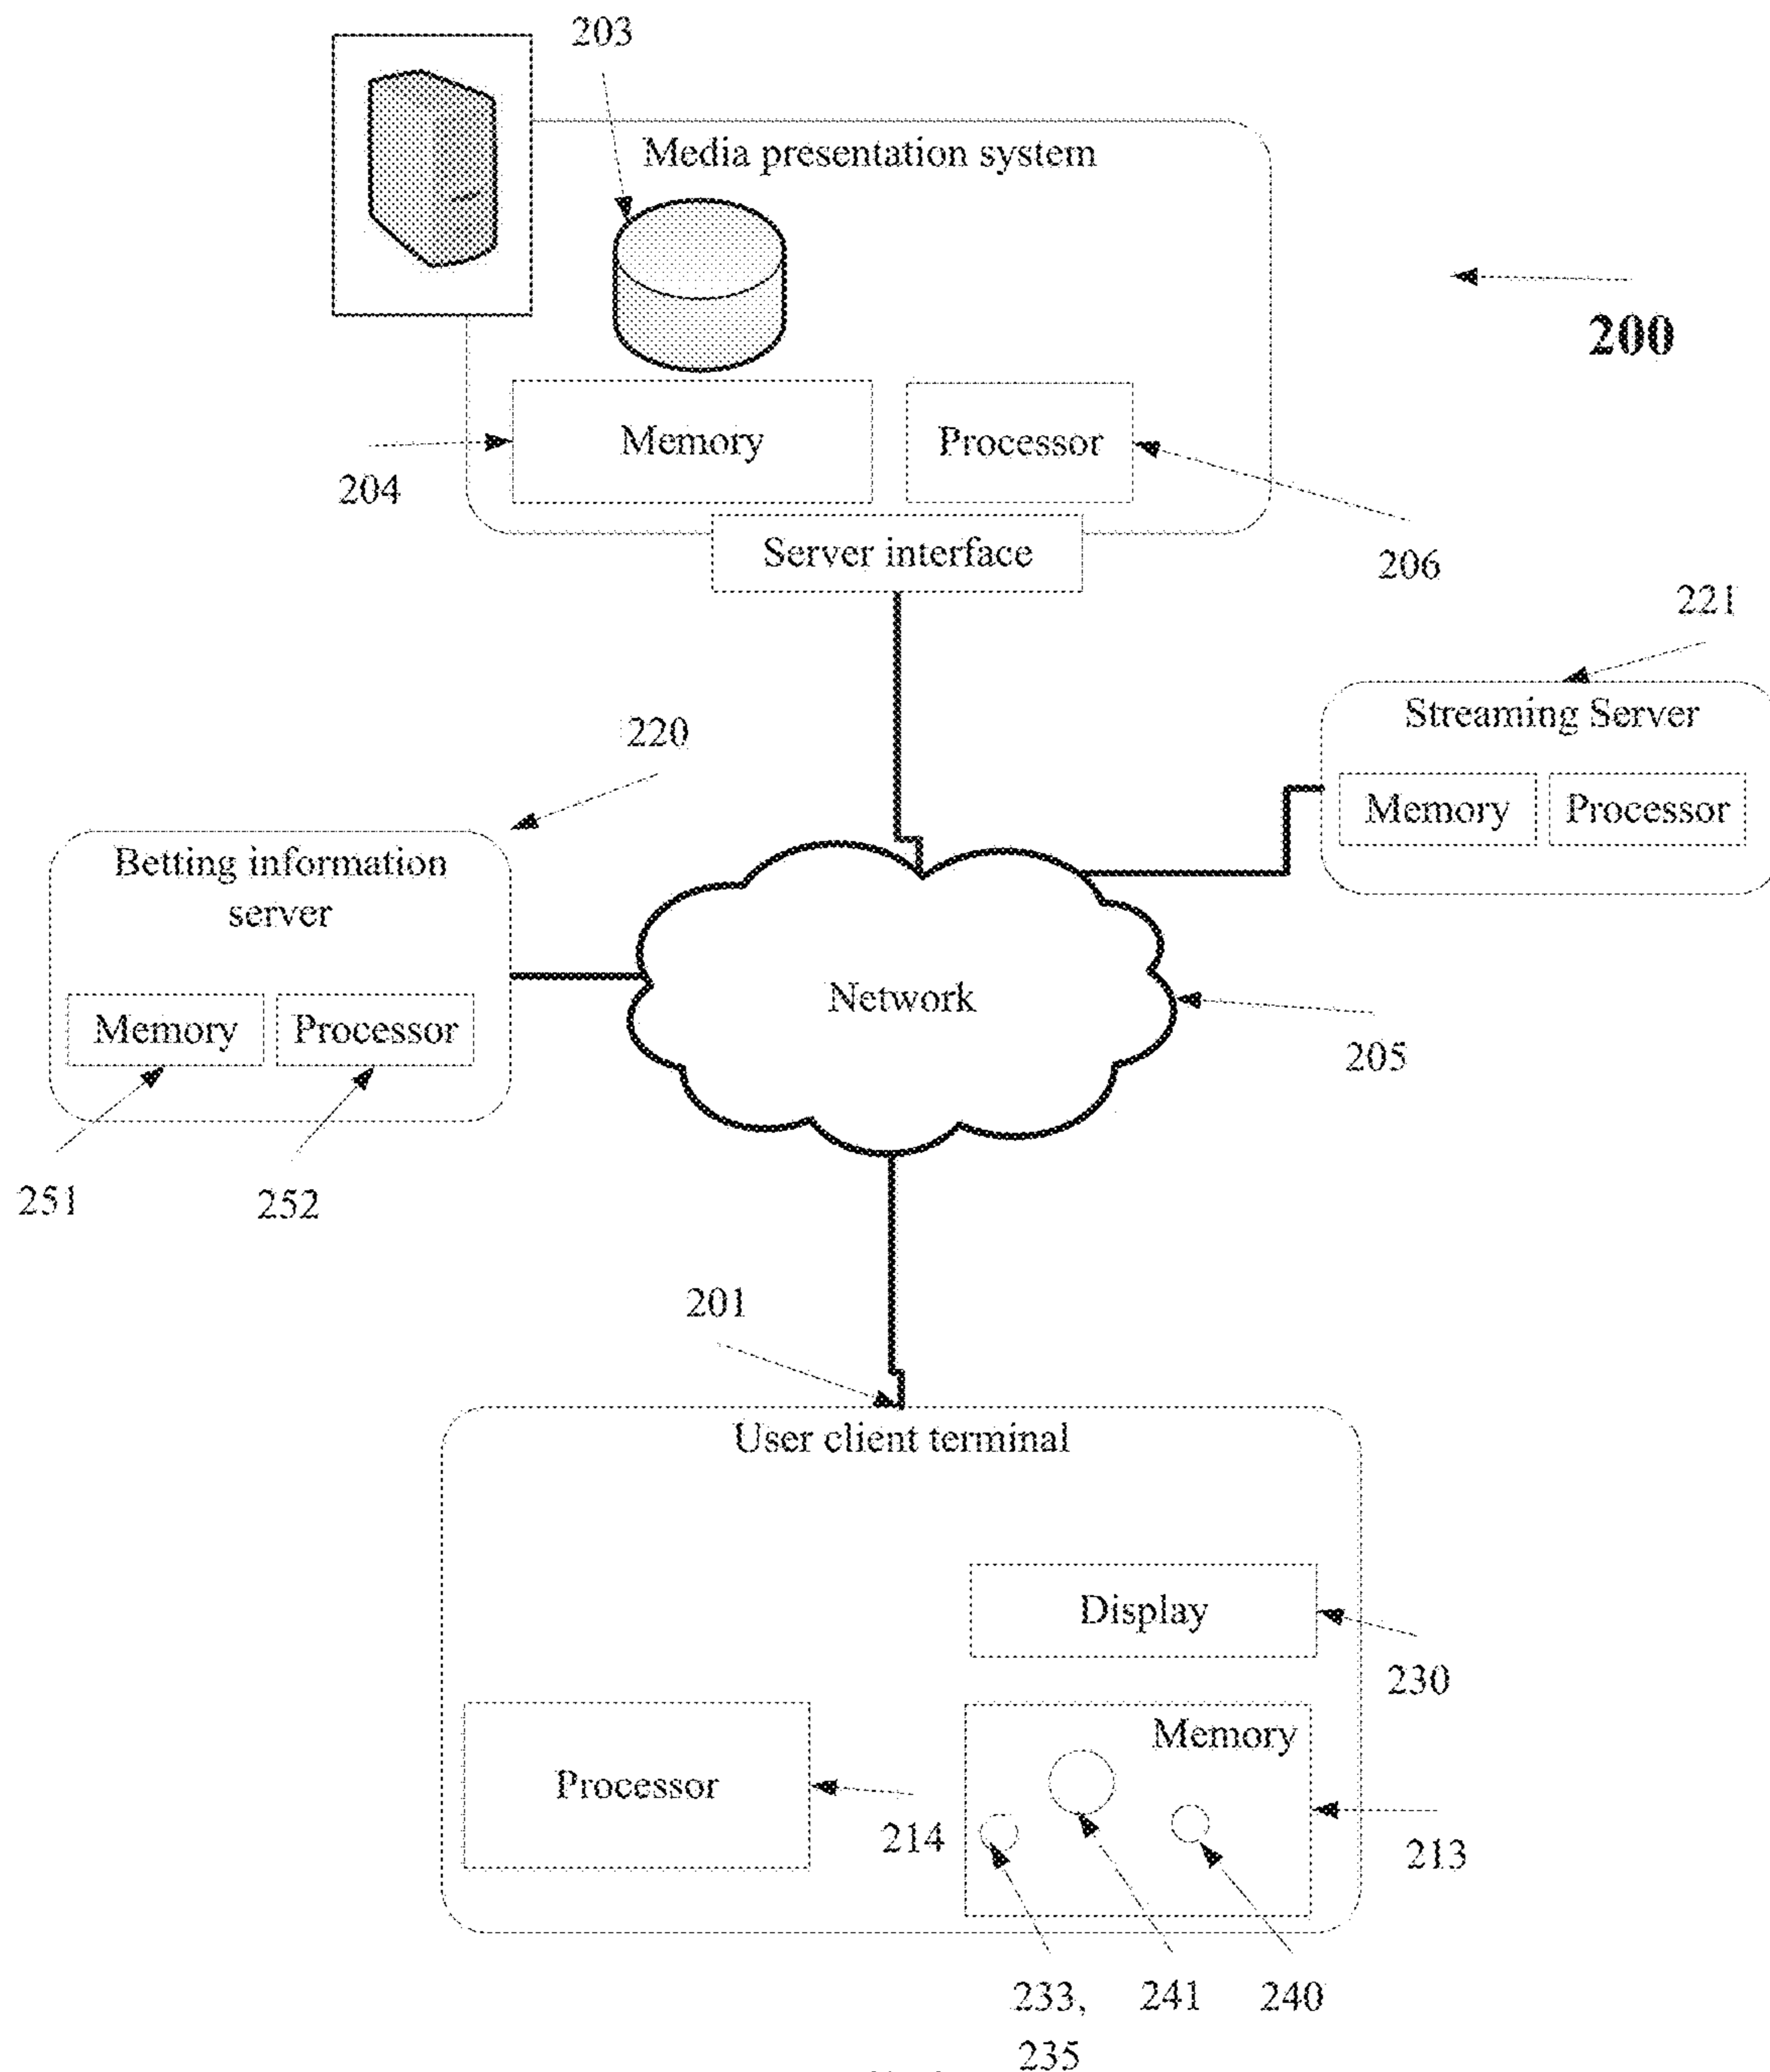 203
Media presentation system
200
Memory
Processor
204
Server interface
206
221
Streaming Server
220
Memory
Processor
Betting information
server
Network
Memory
Processor
205
251
252
201
User client terminal
Display
230
Memory
Processor
214
213
233,
241
240
235